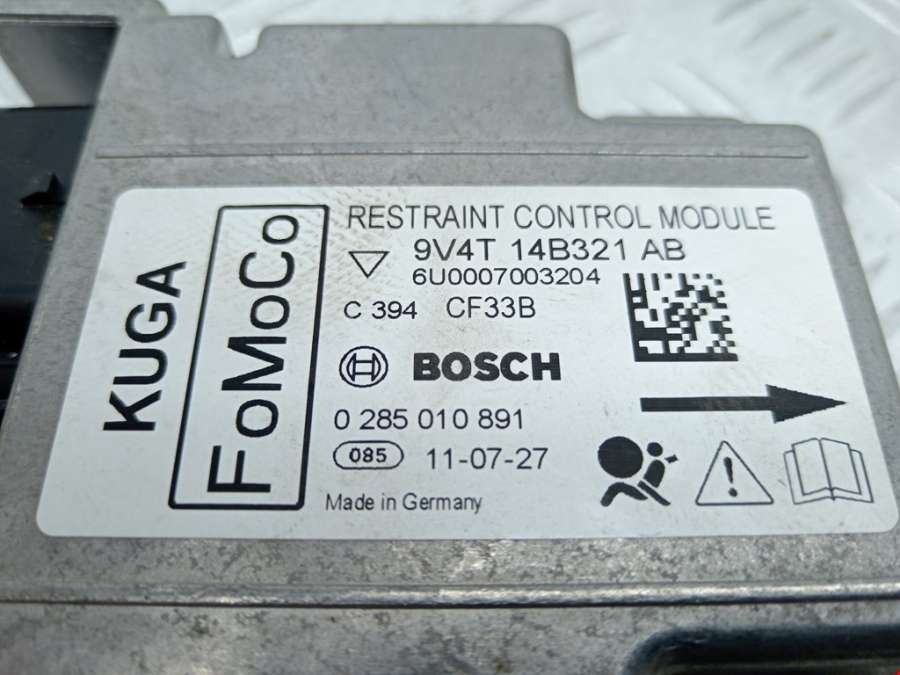 KUGA
FoMoCo
RESTRAINT CONTROL MODULE
9V4T 14B321 AB
6U0007003204
C 394 CF33B
BOSCH
0 285 010 891
085 11-07-27
Made in Germany